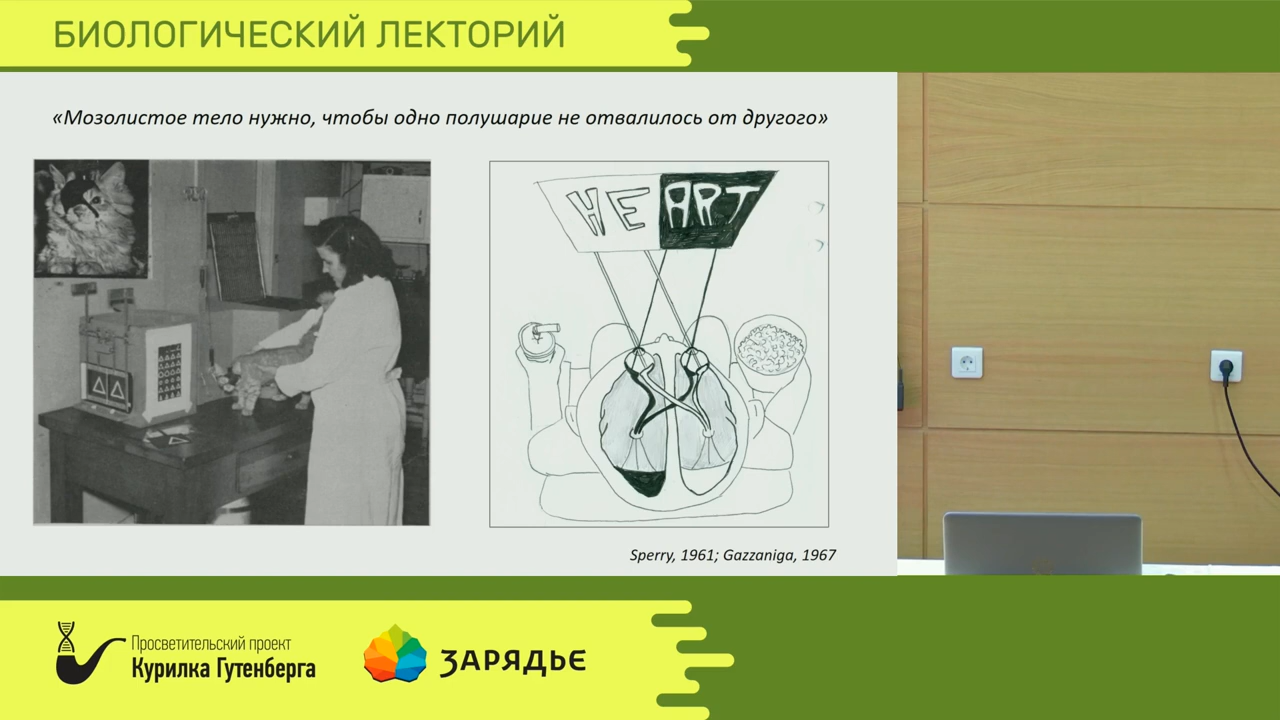 БИОЛОГИЧЕСКИЙ ЛЕКТОРИЙ
«Мозолистое тело нужно, чтобы одно полушарие не отвалилось от другого»
HE ART
Sperry, 1961; Gazzaniga, 1967
Просветительский проект
Курилка Гутенберга
ЗАРЯДЬЕ